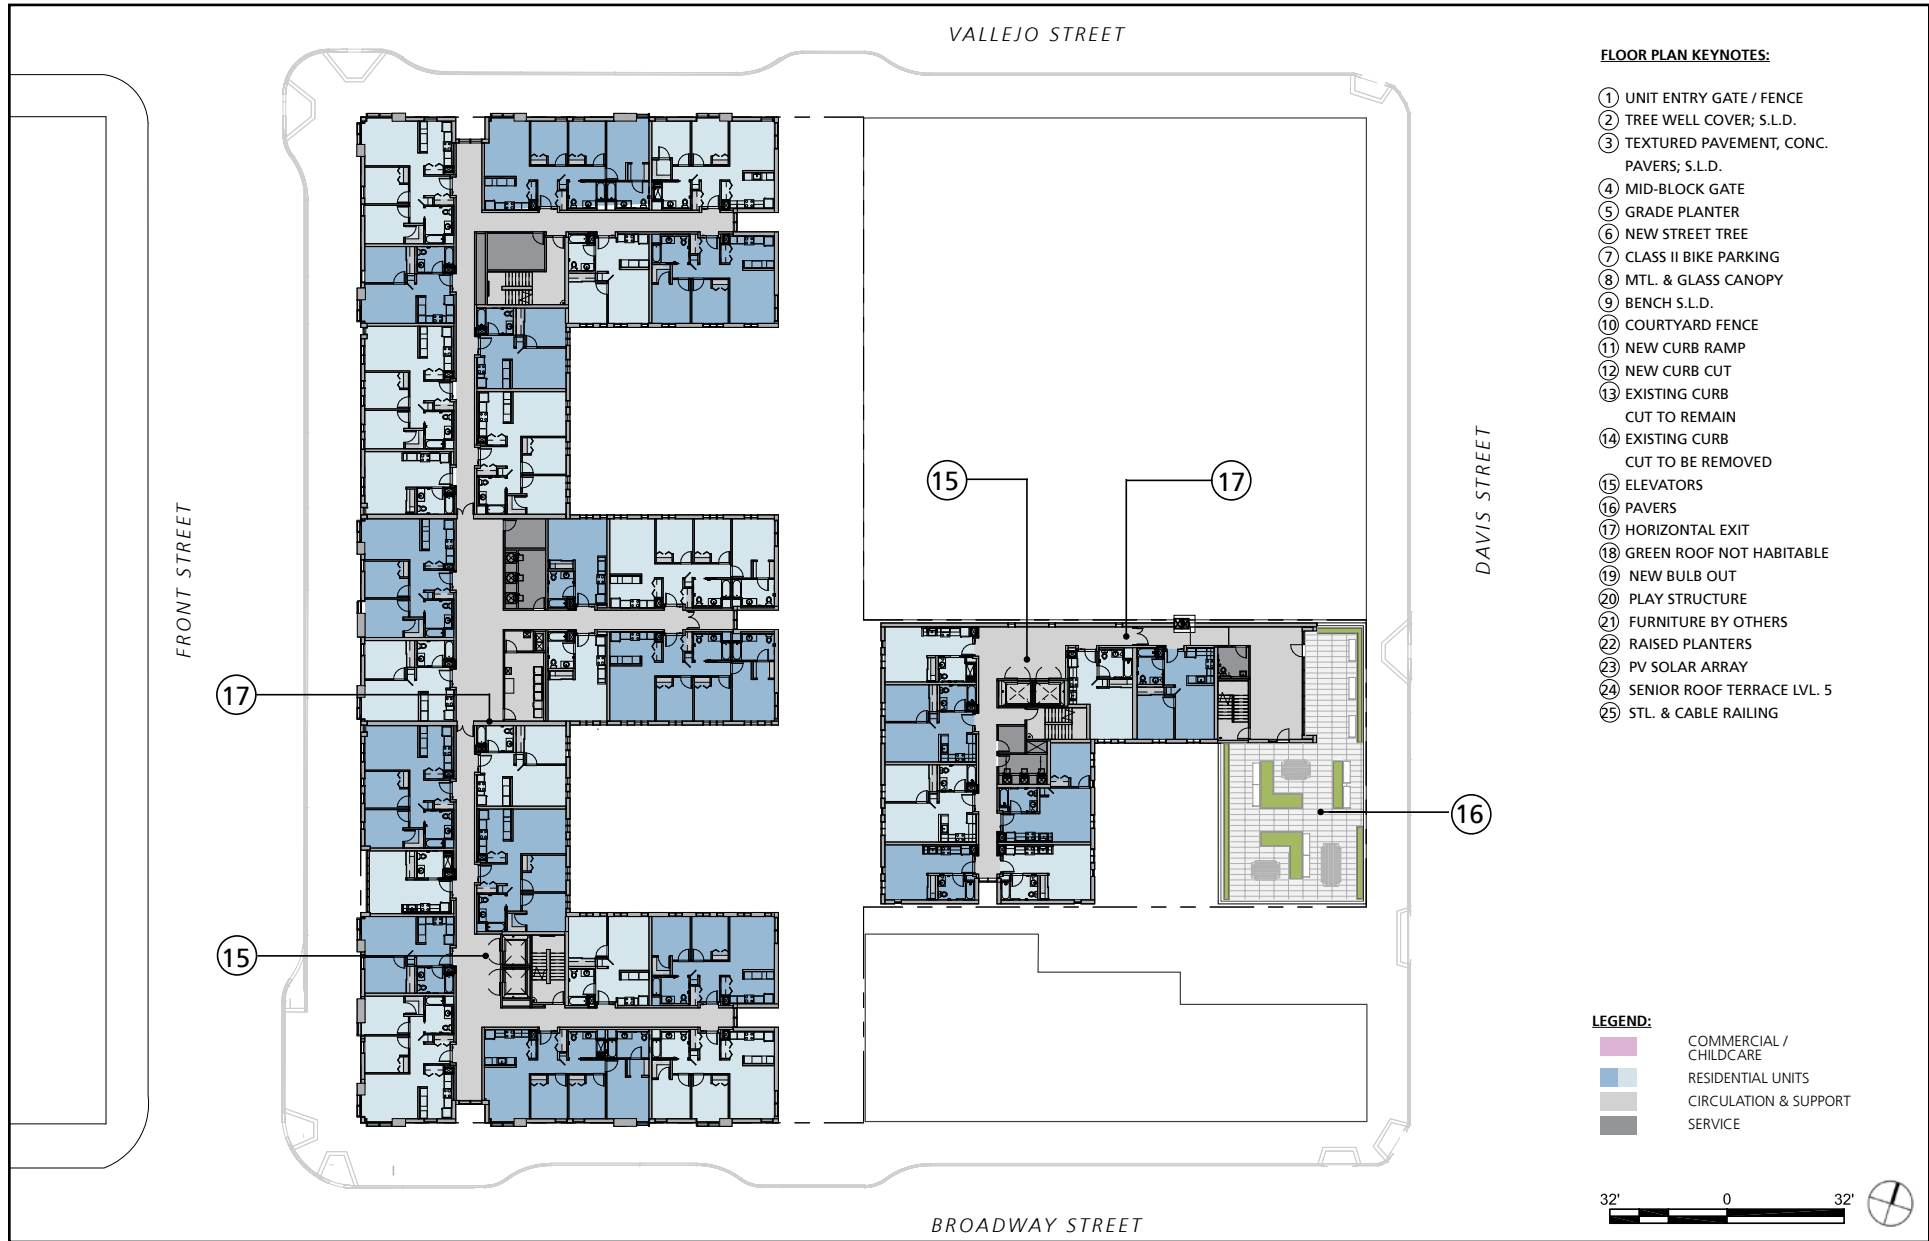 VALLEJO STREET
FRONT STREET
DAVIS STREET
BROADWAY STREET
15
17
17
16
15
FLOOR PLAN KEYNOTES:
1 UNIT ENTRY GATE / FENCE
2 TREE WELL COVER; S.L.D.
3 TEXTURED PAVEMENT, CONC.
PAVERS; S.L.D.
4 MID-BLOCK GATE
5 GRADE PLANTER
6 NEW STREET TREE
7 CLASS II BIKE PARKING
8 MTL. & GLASS CANOPY
9 BENCH S.L.D.
10 COURTYARD FENCE
11 NEW CURB RAMP
12 NEW CURB CUT
13 EXISTING CURB
CUT TO REMAIN
14 EXISTING CURB
CUT TO BE REMOVED
15 ELEVATORS
16 PAVERS
17 HORIZONTAL EXIT
18 GREEN ROOF NOT HABITABLE
19 NEW BULB OUT
20 PLAY STRUCTURE
21 FURNITURE BY OTHERS
22 RAISED PLANTERS
23 PV SOLAR ARRAY
24 SENIOR ROOF TERRACE LVL. 5
25 STL. & CABLE RAILING
LEGEND:
COMMERCIAL /
CHILDCARE
RESIDENTIAL UNITS
CIRCULATION & SUPPORT
SERVICE
32' 0 32'